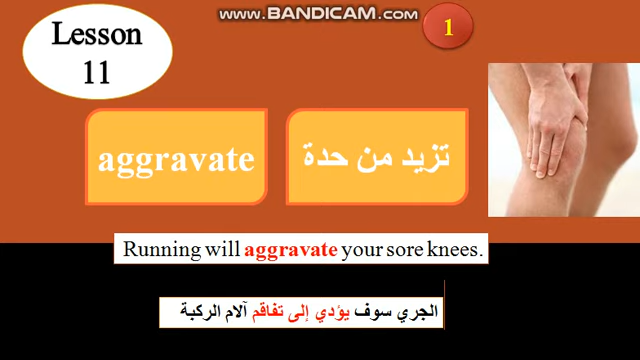 www.BANDICAM.com
Lesson
11
1
aggravate
تزيد من حدة
Running will aggravate your sore knees.
الجري سوف يؤدي إلى تفاقم آلام الركبة